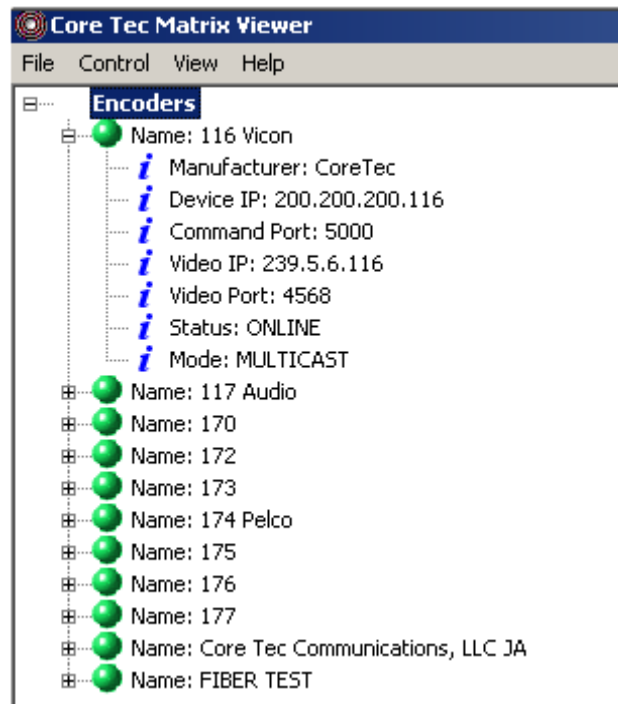 Core Tec Matrix Viewer
File Control View Help
Encoders
Name: 116 Vicon
Manufacturer: CoreTec
Device IP: 200.200.200.116
Command Port: 5000
Video IP: 239.5.6.116
Video Port: 4568
Status: ONLINE
Mode: MULTICAST
Name: 117 Audio
Name: 170
Name: 172
Name: 173
Name: 174 Pelco
Name: 175
Name: 176
Name: 177
Name: Core Tec Communications, LLC JA
Name: FIBER TEST